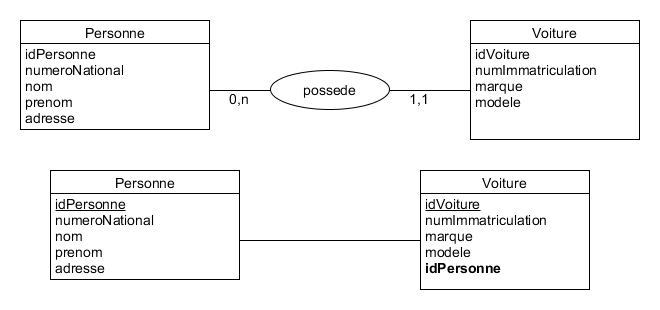 Personne
idPersonne
numeroNational
nom
prenom
adresse
0,n
possede
1,1
Voiture
idVoiture
numImmatriculation
marque
modele
Personne
idPersonne
numeroNational
nom
prenom
adresse
Voiture
idVoiture
numImmatriculation
marque
modele
idPersonne